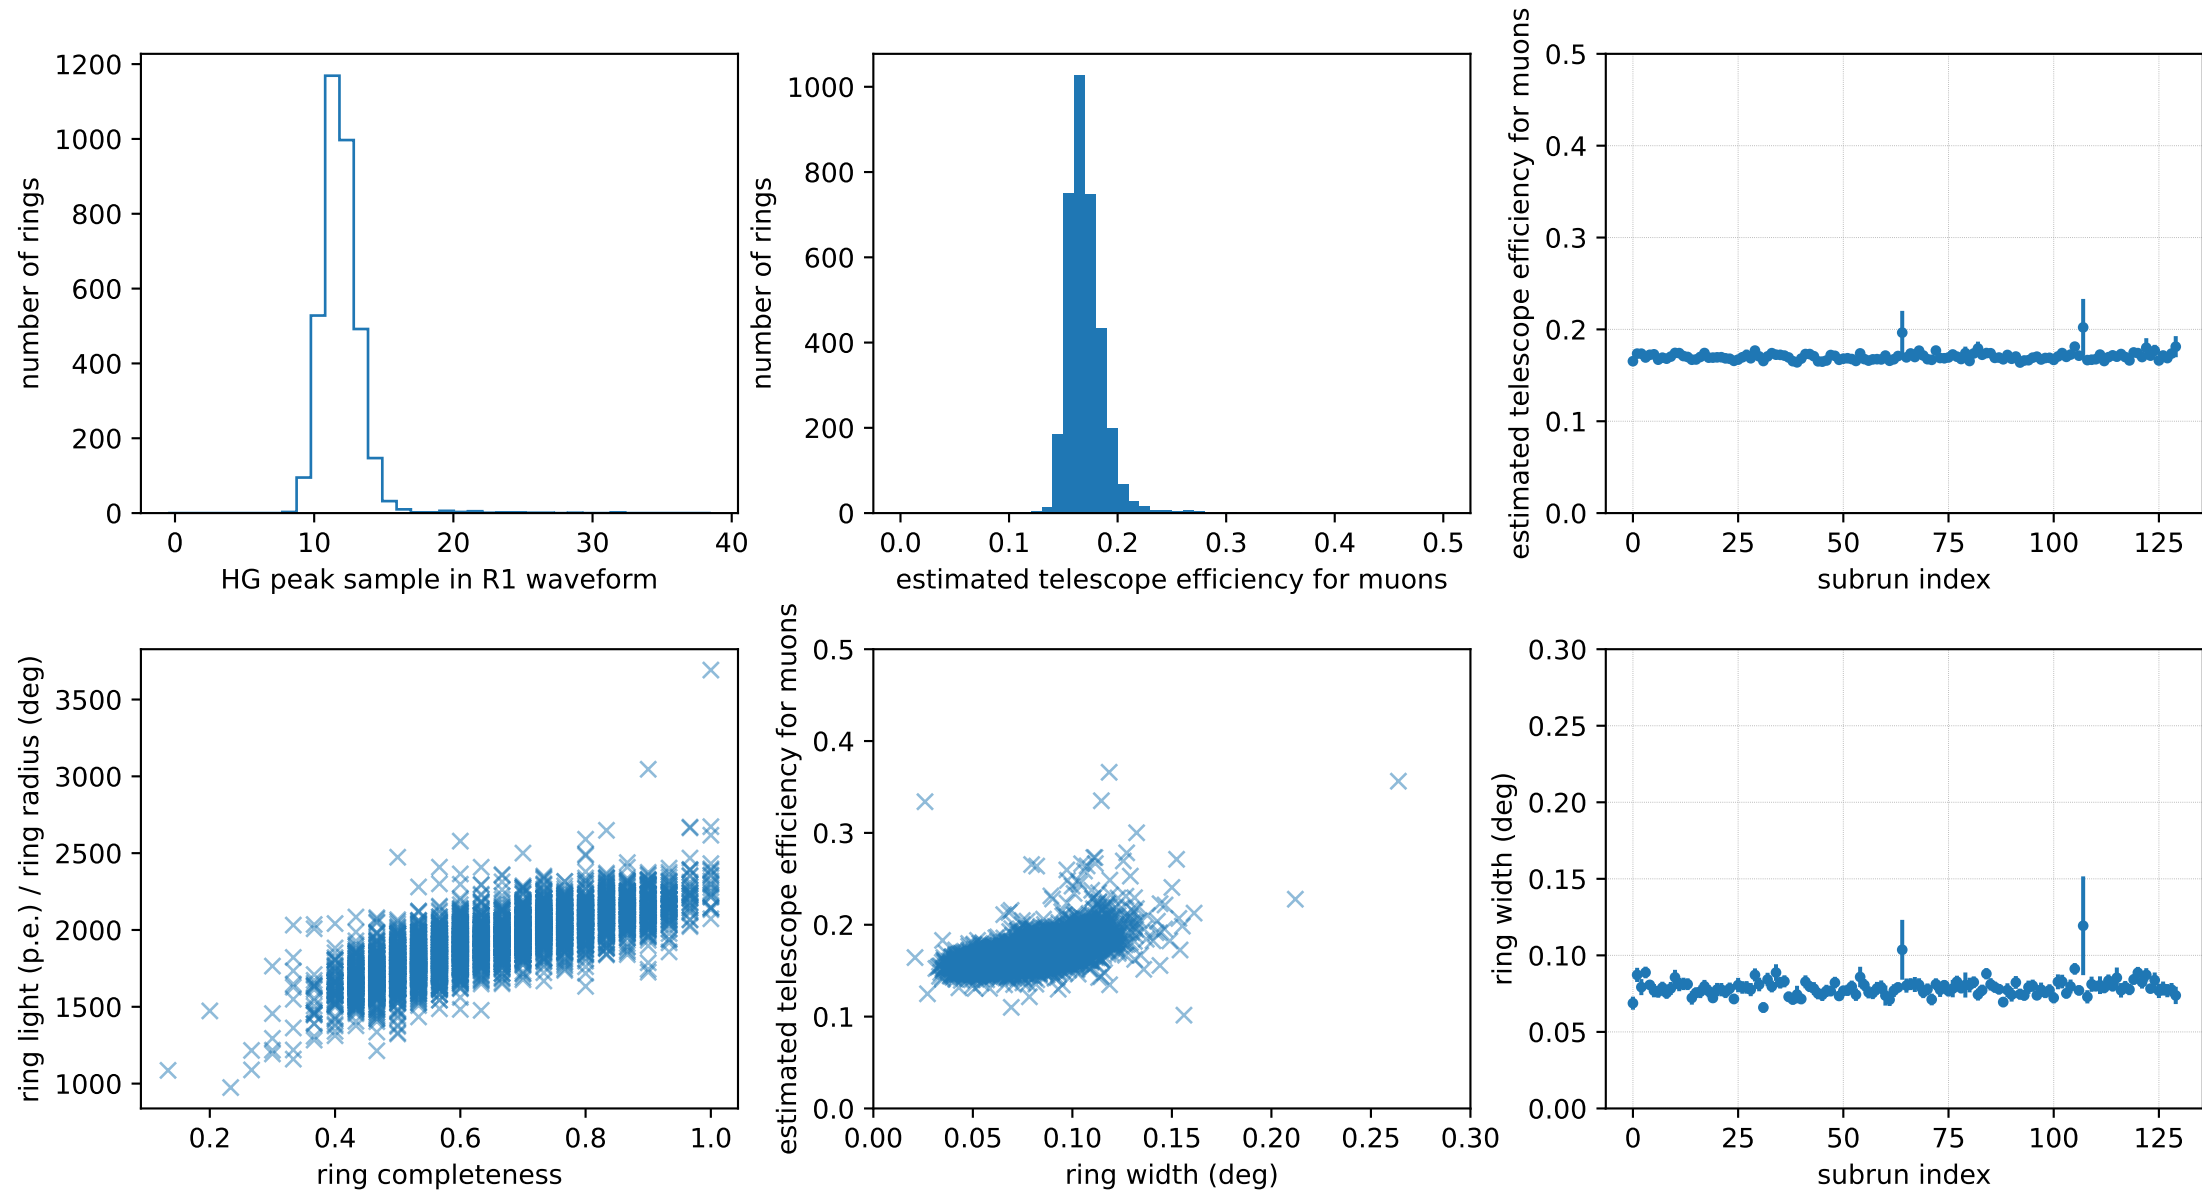 number of rings
1200
1000
800
600
400
200
0
0 10 20 30 40
HG peak sample in R1 waveform
number of rings
1000
800
600
400
200
0
0.0 0.1 0.2 0.3 0.4 0.5
estimated telescope efficiency for muons
estimated telescope efficiency for muons
0.5
0.4
0.3
0.2
0.1
0.0
0 25 50 75 100 125
subrun index
ring light (p.e.) / ring radius (deg)
3500
3000
2500
2000
1500
1000
0.2 0.4 0.6 0.8 1.0
ring completeness
estimated telescope efficiency for muons
0.5
0.4
0.3
0.2
0.1
0.0
0.00 0.05 0.10 0.15 0.20 0.25 0.30
ring width (deg)
ring width (deg)
0.30
0.25
0.20
0.15
0.10
0.05
0.00
0 25 50 75 100 125
subrun index